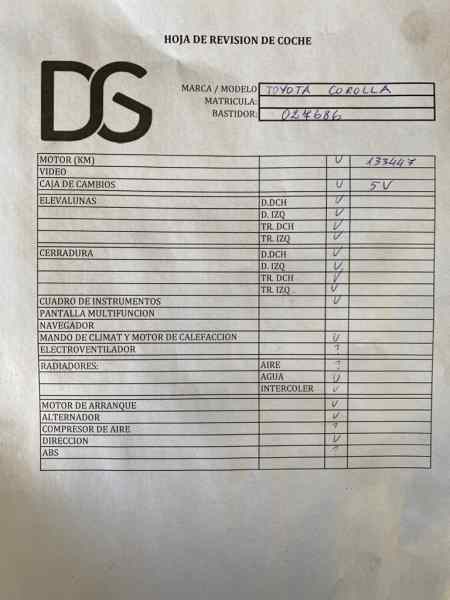 HOJA DE REVISION DE COCHE
DG
MARCA / MODELO TOYOTA COROLLA
MATRICULA:
BASTIDOR: 027686
MOTOR (KM) V 133447
VIDEO
CAJA DE CAMBIOS V 5V
ELEVALUNAS D.DCH V
D. IZQ V
TR. DCH V
TR. IZQ V
CERRADURA D.DCH V
D. IZQ V
TR. DCH V
TR. IZQ V
CUADRO DE INSTRUMENTOS V
PANTALLA MULTIFUNCION
NAVEGADOR
MANDO DE CLIMAT Y MOTOR DE CALEFACCION V
ELECTROVENTILADOR ?
RADIADORES: AIRE ?
AGUA V
INTERCOLER V
MOTOR DE ARRANQUE V
ALTERNADOR V
COMPRESOR DE AIRE ?
DIRECCION V
ABS ?